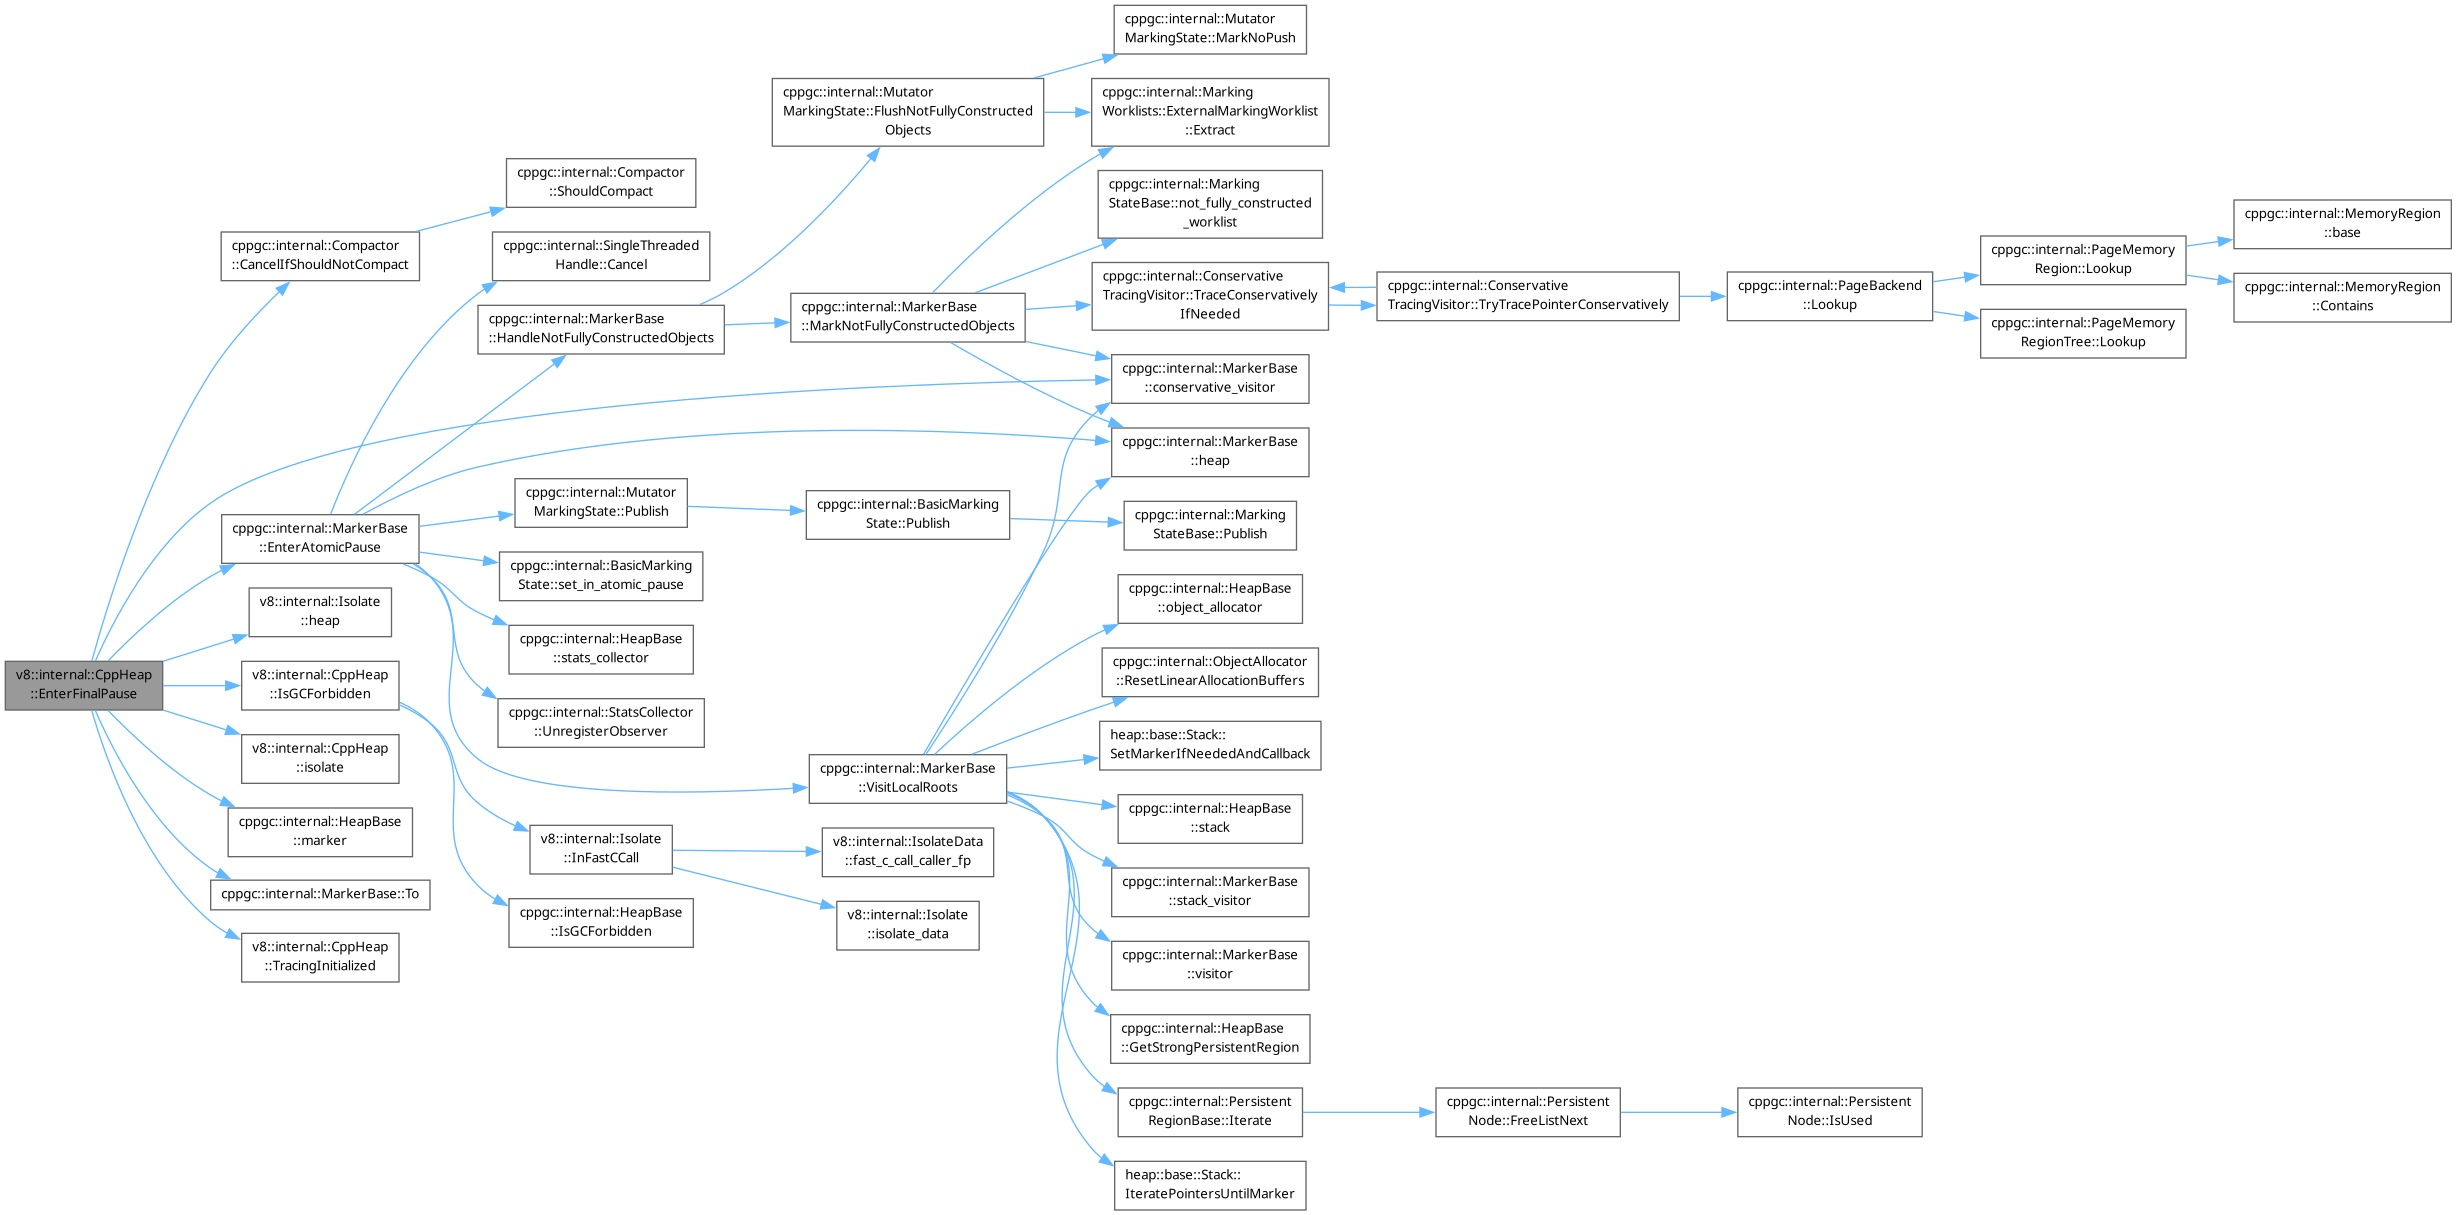 v8::internal::CppHeap
::EnterFinalPause
cppgc::internal::Compactor
::CancelIfShouldNotCompact
cppgc::internal::MarkerBase
::EnterAtomicPause
v8::internal::Isolate
::heap
v8::internal::CppHeap
::IsGCForbidden
v8::internal::CppHeap
::isolate
cppgc::internal::HeapBase
::marker
cppgc::internal::MarkerBase::To
v8::internal::CppHeap
::TracingInitialized
cppgc::internal::Compactor
::ShouldCompact
cppgc::internal::SingleThreaded
Handle::Cancel
cppgc::internal::MarkerBase
::HandleNotFullyConstructedObjects
cppgc::internal::Mutator
MarkingState::Publish
cppgc::internal::BasicMarking
State::set_in_atomic_pause
cppgc::internal::HeapBase
::stats_collector
cppgc::internal::StatsCollector
::UnregisterObserver
v8::internal::Isolate
::InFastCCall
cppgc::internal::HeapBase
::IsGCForbidden
cppgc::internal::Mutator
MarkingState::FlushNotFullyConstructed
Objects
cppgc::internal::MarkerBase
::MarkNotFullyConstructedObjects
cppgc::internal::BasicMarking
State::Publish
cppgc::internal::MarkerBase
::VisitLocalRoots
v8::internal::IsolateData
::fast_c_call_caller_fp
v8::internal::Isolate
::isolate_data
cppgc::internal::Mutator
MarkingState::MarkNoPush
cppgc::internal::Marking
Worklists::ExternalMarkingWorklist
::Extract
cppgc::internal::Marking
StateBase::not_fully_constructed
_worklist
cppgc::internal::Conservative
TracingVisitor::TraceConservatively
IfNeeded
cppgc::internal::MarkerBase
::conservative_visitor
cppgc::internal::MarkerBase
::heap
cppgc::internal::Marking
StateBase::Publish
cppgc::internal::HeapBase
::object_allocator
cppgc::internal::ObjectAllocator
::ResetLinearAllocationBuffers
heap::base::Stack::
SetMarkerIfNeededAndCallback
cppgc::internal::HeapBase
::stack
cppgc::internal::MarkerBase
::stack_visitor
cppgc::internal::MarkerBase
::visitor
cppgc::internal::HeapBase
::GetStrongPersistentRegion
cppgc::internal::Persistent
RegionBase::Iterate
heap::base::Stack::
IteratePointersUntilMarker
cppgc::internal::Conservative
TracingVisitor::TryTracePointerConservatively
cppgc::internal::Persistent
Node::FreeListNext
cppgc::internal::PageBackend
::Lookup
cppgc::internal::Persistent
Node::IsUsed
cppgc::internal::PageMemory
Region::Lookup
cppgc::internal::PageMemory
RegionTree::Lookup
cppgc::internal::MemoryRegion
::base
cppgc::internal::MemoryRegion
::Contains